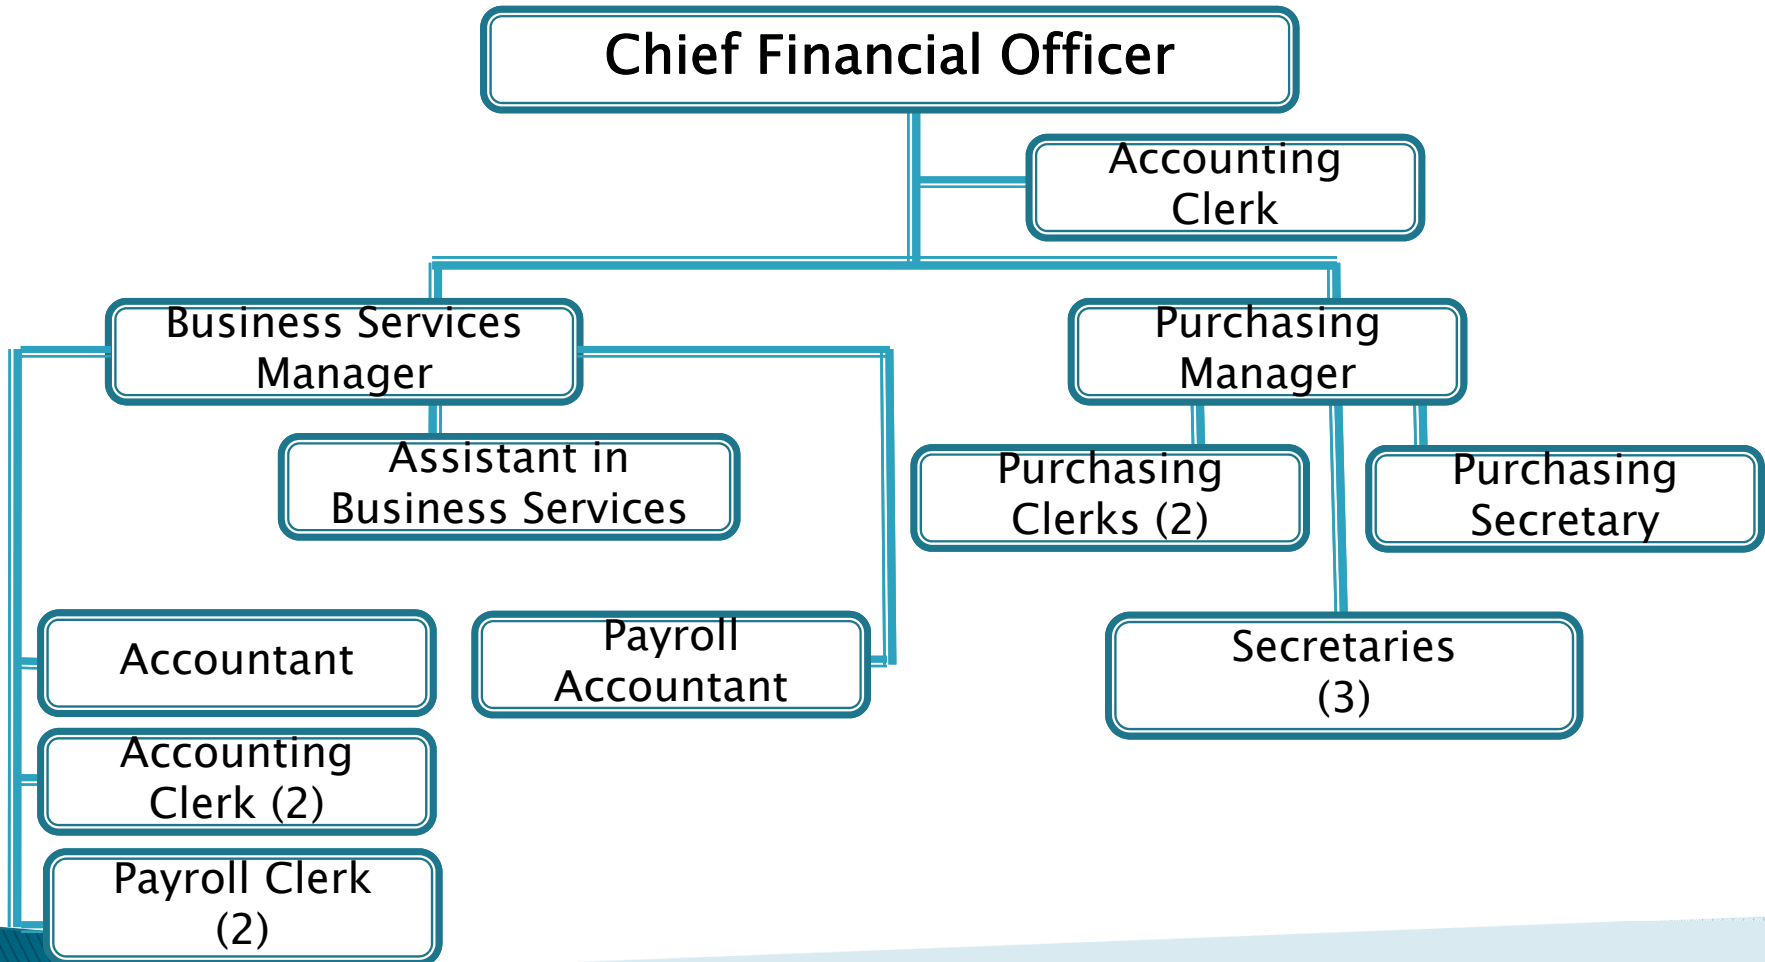 Chief Financial Officer
Accounting
Clerk
Business Services
Manager
Purchasing
Manager
Assistant in
Business Services
Purchasing
Clerks (2)
Purchasing
Secretary
Accountant
Payroll
Accountant
Secretaries
(3)
Accounting
Clerk (2)
Payroll Clerk
(2)